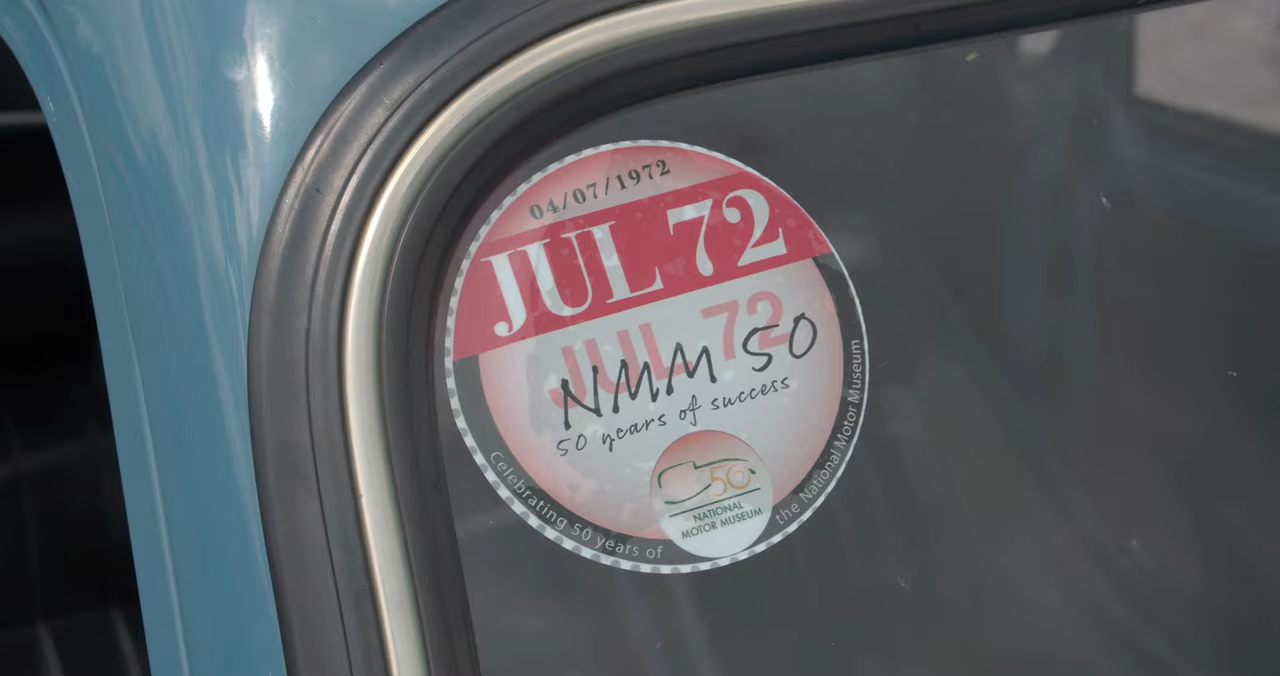 04/07/1972
JUL 72
JUL 72
NMM 50
50 years of success
50
NATIONAL
MOTOR MUSEUM
Celebrating 50 years of the National Motor Museum